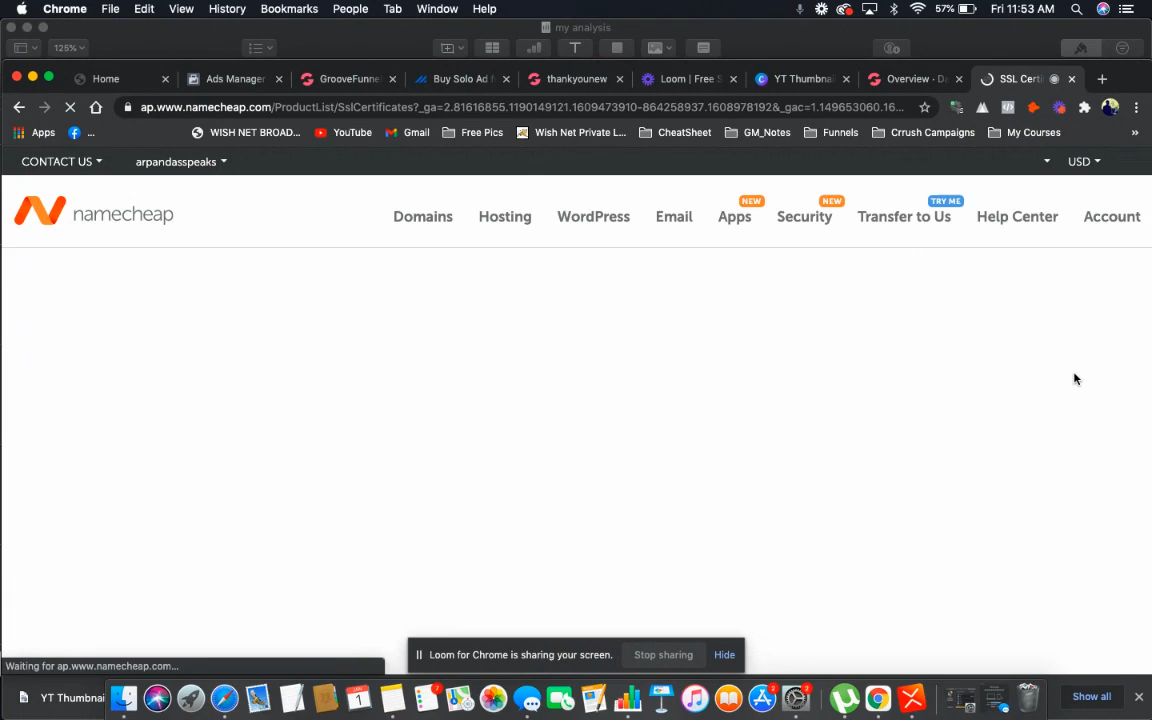 Chrome File Edit View History Bookmarks People Tab Window Help 57% Fri 11:53 AM
my analysis
125%
Home Ads Manager GrooveFunne Buy Solo Ad f thankyounew Loom | Free S YT Thumbnai Overview - Da SSL Certi
ap.www.namecheap.com/ProductList/SslCertificates?_ga=2.81616855.1190149121.1609473910-864258937.1608978192&_gac=1.149653060.16...
Apps ... WISH NET BROAD... YouTube Gmail Free Pics Wish Net Private L... CheatSheet GM_Notes Funnels Crrush Campaigns My Courses »
CONTACT US arpandasspeaks USD
NEW NEW TRY ME
namecheap Domains Hosting WordPress Email Apps Security Transfer to Us Help Center Account
Loom for Chrome is sharing your screen. Stop sharing Hide
Waiting for ap.www.namecheap.com...
YT Thumbnai Show all